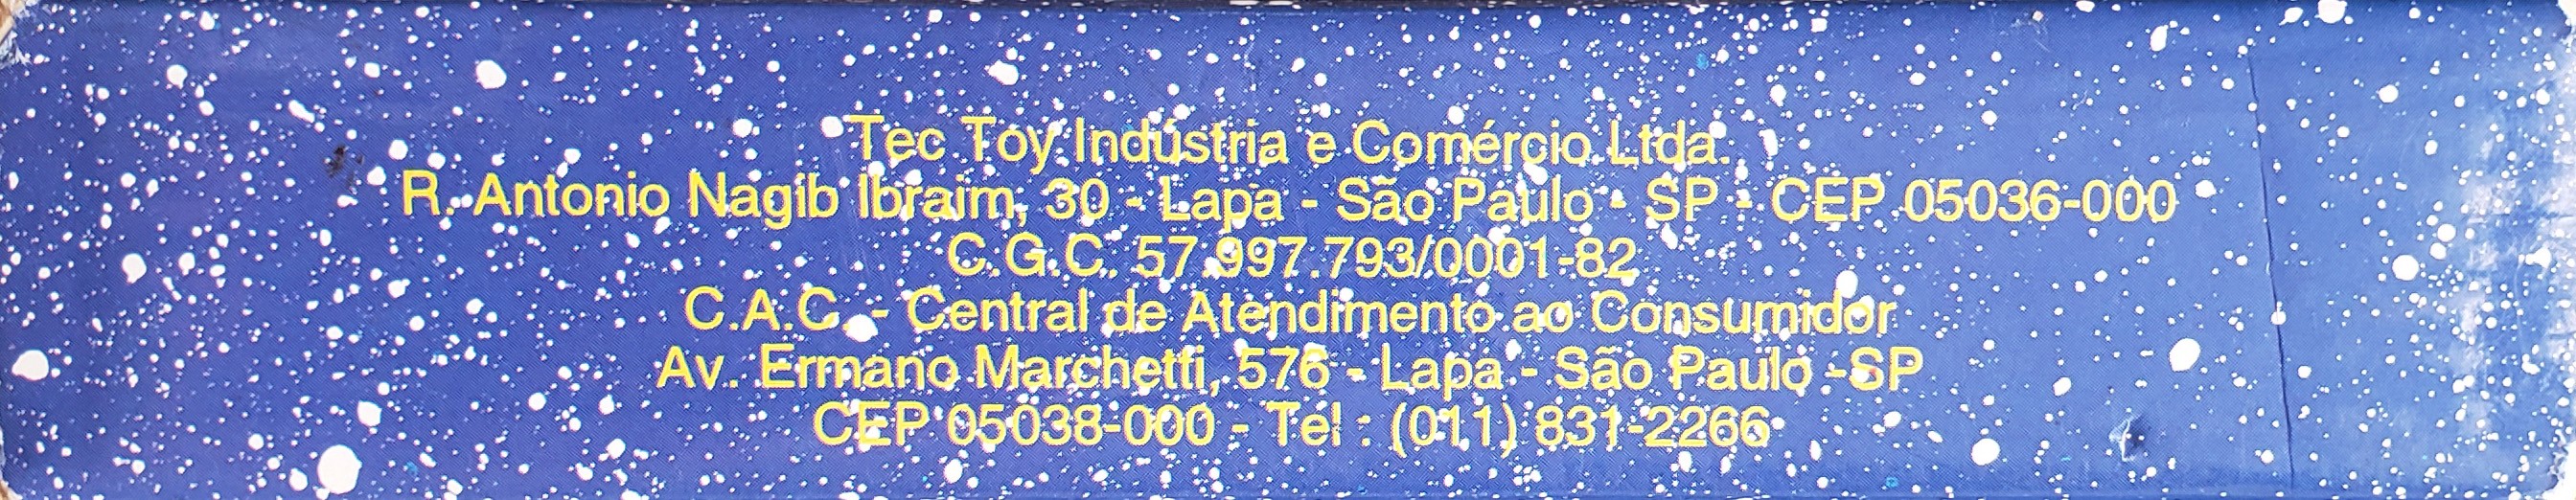 Tec Toy Indústria e Comércio Ltda.
R. Antonio Nagib Ibraim, 30 - Lapa - São Paulo - SP - CEP 05036-000
C.G.C. 57.997.793/0001-82
C.A.C. - Central de Atendimento ao Consumidor
Av. Ermano Marchetti, 576 - Lapa - São Paulo -SP
CEP 05038-000 - Tel : (011) 831-2266